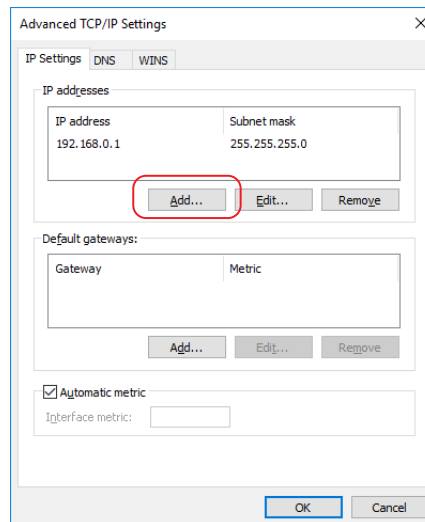 Advanced TCP/IP Settings
IP Settings DNS WINS
IP addresses
IP address Subnet mask
192.168.0.1 255.255.255.0
Add... Edit... Remove
Default gateways:
Gateway Metric
Add... Edit... Remove
Automatic metric
Interface metric:
OK Cancel